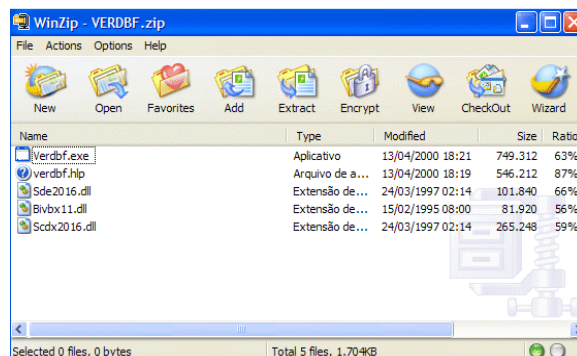 WinZip - VERDBF.zip
File Actions Options Help
New Open Favorites Add Extract Encrypt View CheckOut Wizard
Name Type Modified Size Ratio
Verdbf.exe Aplicativo 13/04/2000 18:21 749.312 63%
verdbf.hlp Arquivo de a... 13/04/2000 18:19 546.212 87%
Sde2016.dll Extensão de... 24/03/1997 02:14 101.840 66%
Bivbx11.dll Extensão de... 15/02/1995 08:00 81.920 56%
Scdx2016.dll Extensão de... 24/03/1997 02:14 265.248 59%
Selected 0 files, 0 bytes Total 5 files, 1.704KB